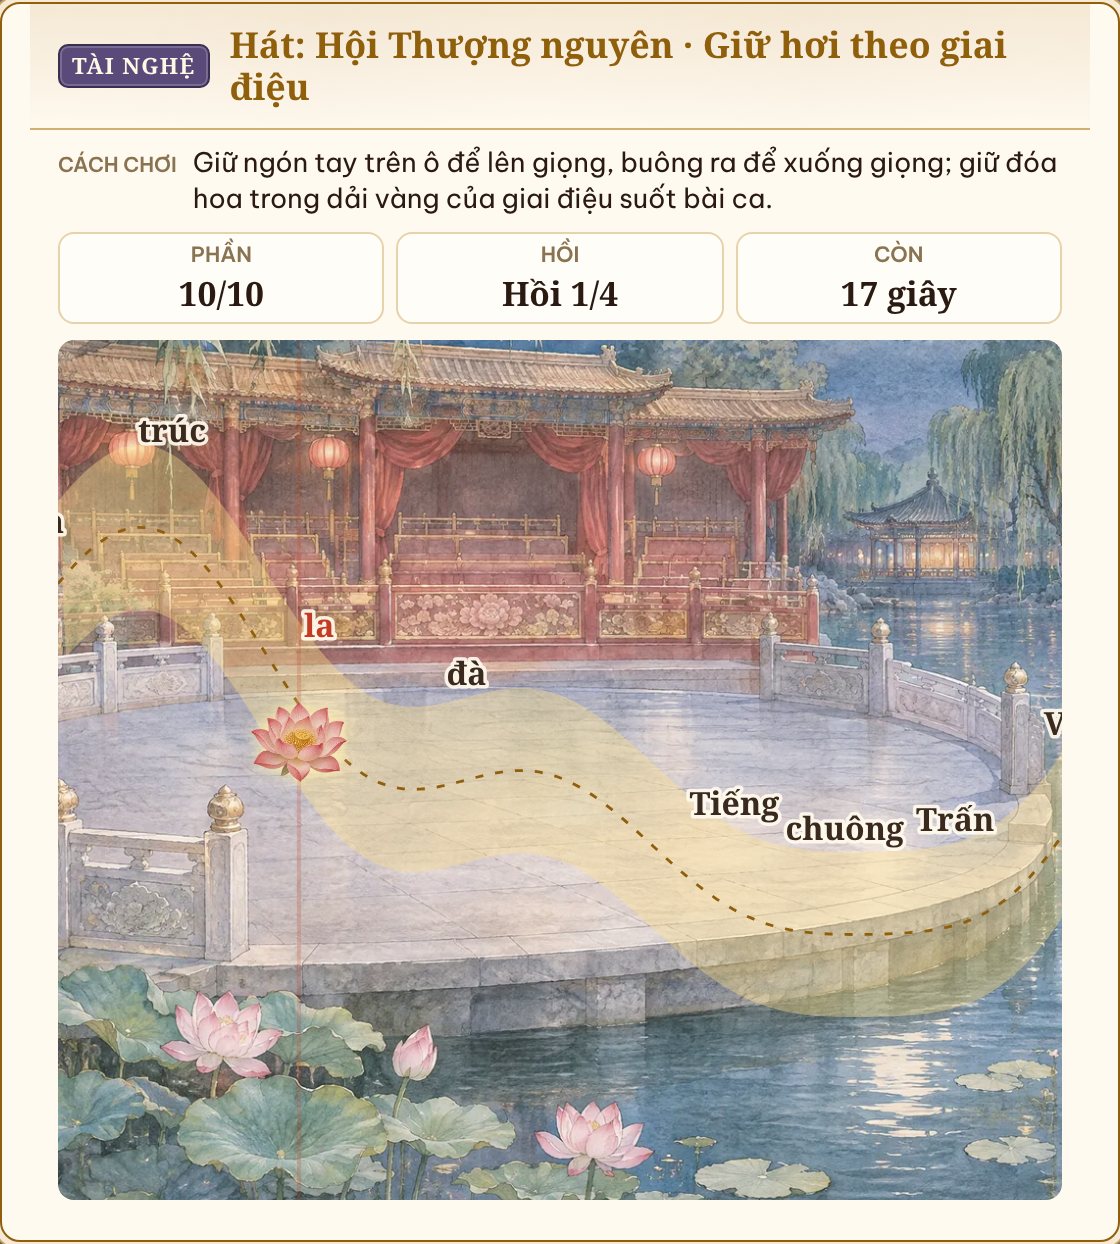 TÀI NGHỆ
Hát: Hội Thượng nguyên · Giữ hơi theo giai
điệu
CÁCH CHƠI
Giữ ngón tay trên ô để lên giọng, buông ra để xuống giọng; giữ đóa
hoa trong dải vàng của giai điệu suốt bài ca.
PHẦN
10/10
HỒI
Hồi 1/4
CÒN
17 giây
trúc
la
đà
Tiếng
chuông
Trấn